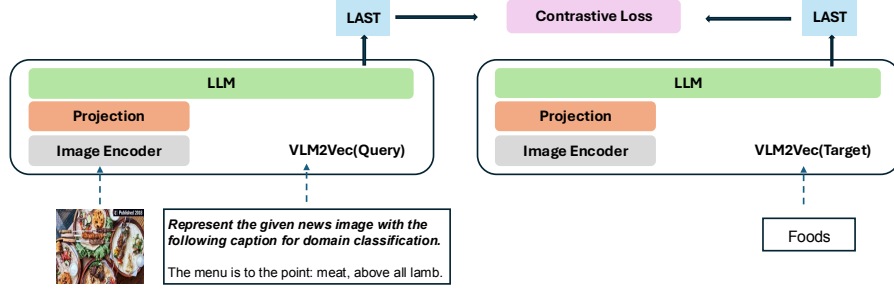 LAST
Contrastive Loss
LAST
LLM
Projection
Image Encoder
VLM2Vec(Query)
LLM
Projection
Image Encoder
VLM2Vec(Target)
© Published 2018
Represent the given news image with the
following caption for domain classification.
The menu is to the point: meat, above all lamb.
Foods